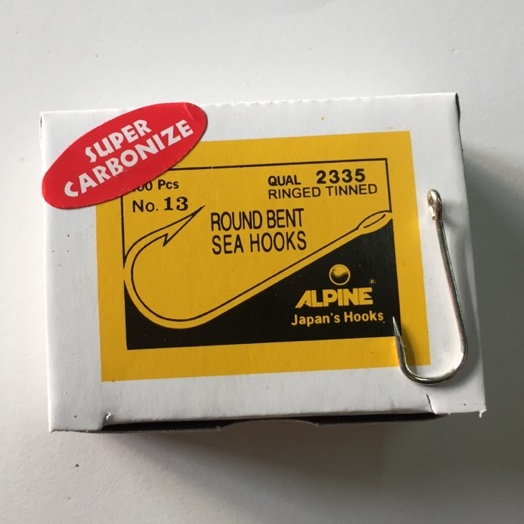 SUPER
CARBONIZE
00 Pcs
QUAL 2335
RINGED TINNED
No. 13
ROUND BENT
SEA HOOKS
ALPINE®
Japan's Hooks